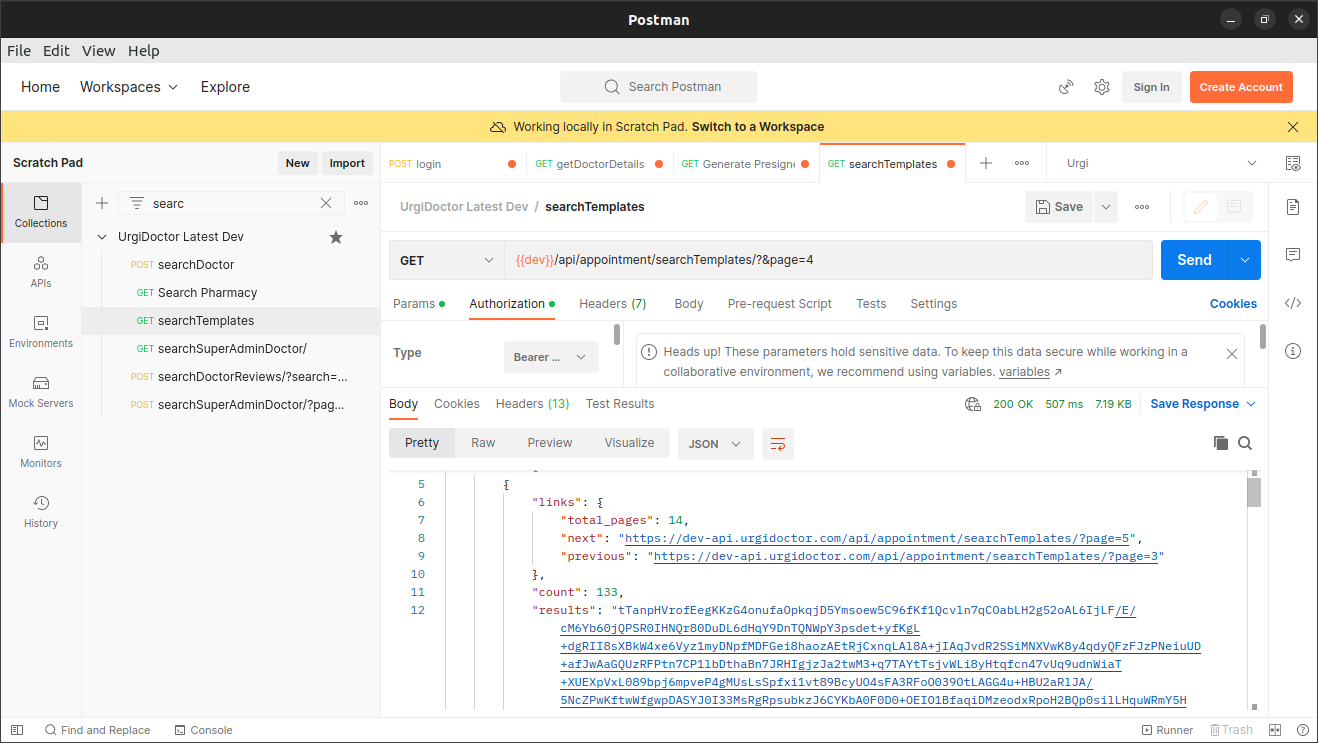 Postman
File Edit View Help
Home Workspaces Explore Search Postman Sign In Create Account
Working locally in Scratch Pad. Switch to a Workspace
Scratch Pad New Import
POST login GET getDoctorDetails GET Generate Presigne GET searchTemplates Urgi
Collections
APIs
Environments
Mock Servers
Monitors
History
searc
UrgiDoctor Latest Dev
POST searchDoctor
GET Search Pharmacy
GET searchTemplates
GET searchSuperAdminDoctor/
POST searchDoctorReviews/?search=...
POST searchSuperAdminDoctor/?pag...
UrgiDoctor Latest Dev / searchTemplates Save
GET {{dev}}/api/appointment/searchTemplates/?&page=4 Send
Params Authorization Headers (7) Body Pre-request Script Tests Settings Cookies
Type Bearer ...
Heads up! These parameters hold sensitive data. To keep this data secure while working in a
collaborative environment, we recommend using variables. variables
Body Cookies Headers (13) Test Results 200 OK 507 ms 7.19 KB Save Response
Pretty Raw Preview Visualize JSON
5 {
6 "links": {
7 "total_pages": 14,
8 "next": "https://dev-api.urgidoctor.com/api/appointment/searchTemplates/?page=5",
9 "previous": "https://dev-api.urgidoctor.com/api/appointment/searchTemplates/?page=3"
10 },
11 "count": 133,
12 "results": "tTanpHVrofEegKKzG4onufaOpkqjD5Ymsoew5C96fKf1Qcvln7qCOabLH2g52oAL6IjLF/E/
cM6Yb60jQPSR0IHNQr80DuDL6dHqY9DnTQNWpY3psdet+yfKgL
+dgRII8sXBkW4xe6Vyz1myDNpfMDFGei8haozAEtRjCxnqLAl8A+jIAqJvdR2SSiMNXVwK8y4qdyQFzFJzPNeiuUD
+afJwAaGQUzRFPtn7CP1lbDthaBn7JRHIgjzJa2twM3+q7TAYtTsjvWLi8yHtqfcn47vUq9udnWiaT
+XUEXpVxL089bpj6mpveP4gMUsLsSpfxi1vt89BcyUO4sFA3RFoO039OtLAGG4u+HBU2aRlJA/
5NcZPwKftwWfgwpDASYJ0I33MsRgRpsubkzJ6CYKbA0F0D0+OEIO1BfaqiDMzeodxRpoH2BQp0silLHquWRmY5H
Find and Replace Console Runner Trash